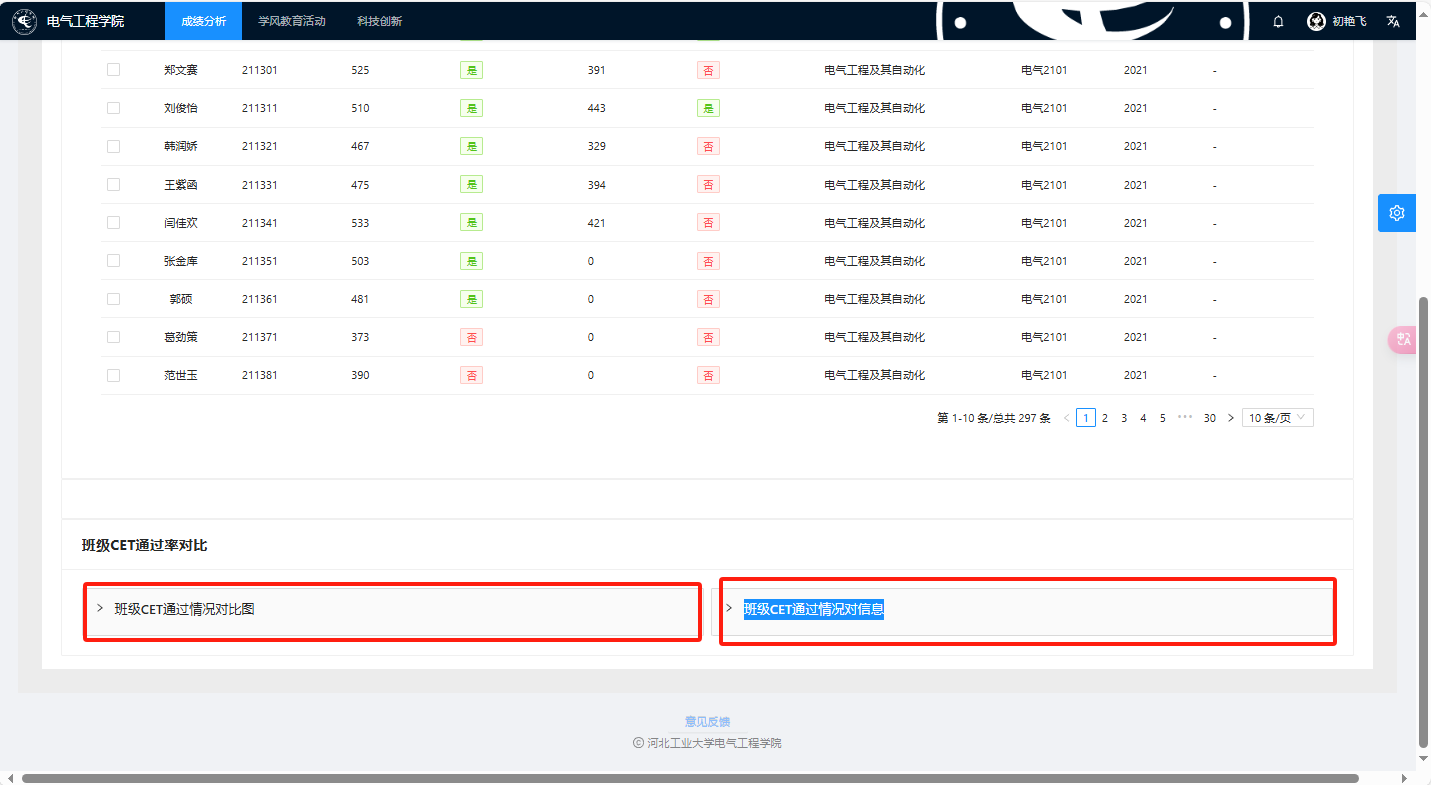 电气工程学院 成绩分析 学风教育活动 科技创新 初艳飞
郑文赛 211301 525 是 391 否 电气工程及其自动化 电气2101 2021 -
刘俊怡 211311 510 是 443 是 电气工程及其自动化 电气2101 2021 -
韩润娇 211321 467 是 329 否 电气工程及其自动化 电气2101 2021 -
王紫函 211331 475 是 394 否 电气工程及其自动化 电气2101 2021 -
闫佳欢 211341 533 是 421 否 电气工程及其自动化 电气2101 2021 -
张金库 211351 503 是 0 否 电气工程及其自动化 电气2101 2021 -
郭硕 211361 481 是 0 否 电气工程及其自动化 电气2101 2021 -
葛劲策 211371 373 否 0 否 电气工程及其自动化 电气2101 2021 -
范世玉 211381 390 否 0 否 电气工程及其自动化 电气2101 2021 -
第 1-10 条/总共 297 条 < 1 2 3 4 5 ••• 30 > 10 条/页
班级CET通过率对比
> 班级CET通过情况对比图 > 班级CET通过情况对信息
意见反馈
© 河北工业大学电气工程学院